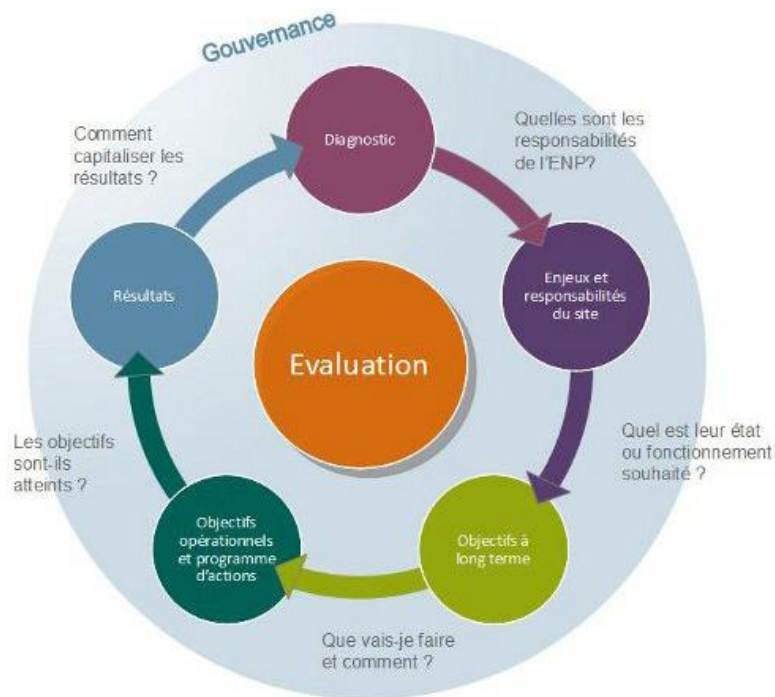 Gouvernance
Diagnostic
Quelles sont les
responsabilités
de l'ENP?
Enjeux et
responsabilités
du site
Quel est leur état
ou fonctionnement
souhaité ?
Objectifs à
long terme
Que vais-je faire
et comment ?
Objectifs
opérationnels
et programme
d'actions
Les objectifs
sont-ils
atteints ?
Résultats
Comment
capitaliser les
résultats ?
Evaluation